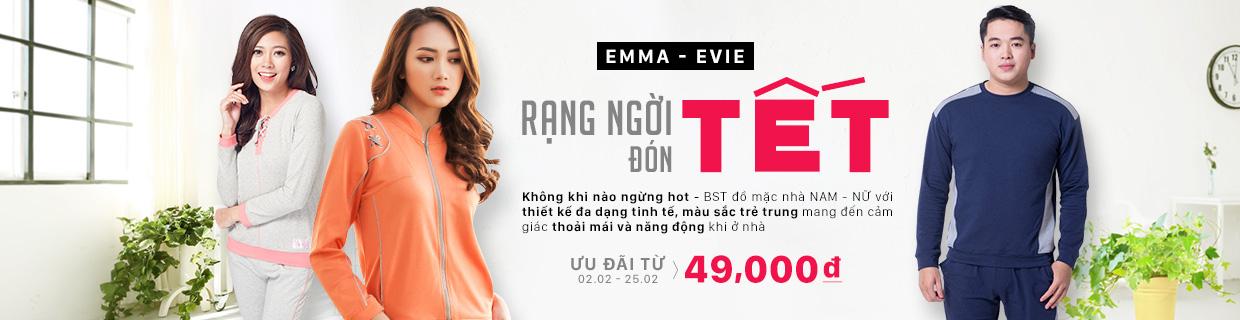 EMMA - EVIE
RẠNG NGỜI
ĐÓN
TẾT
Không khi nào ngừng hot - BST đồ mặc nhà NAM - NỮ với
thiết kế đa dạng tinh tế, màu sắc trẻ trung mang đến cảm
giác thoải mái và năng động khi ở nhà
ƯU ĐÃI TỪ
02.02 - 25.02
49,000 đ